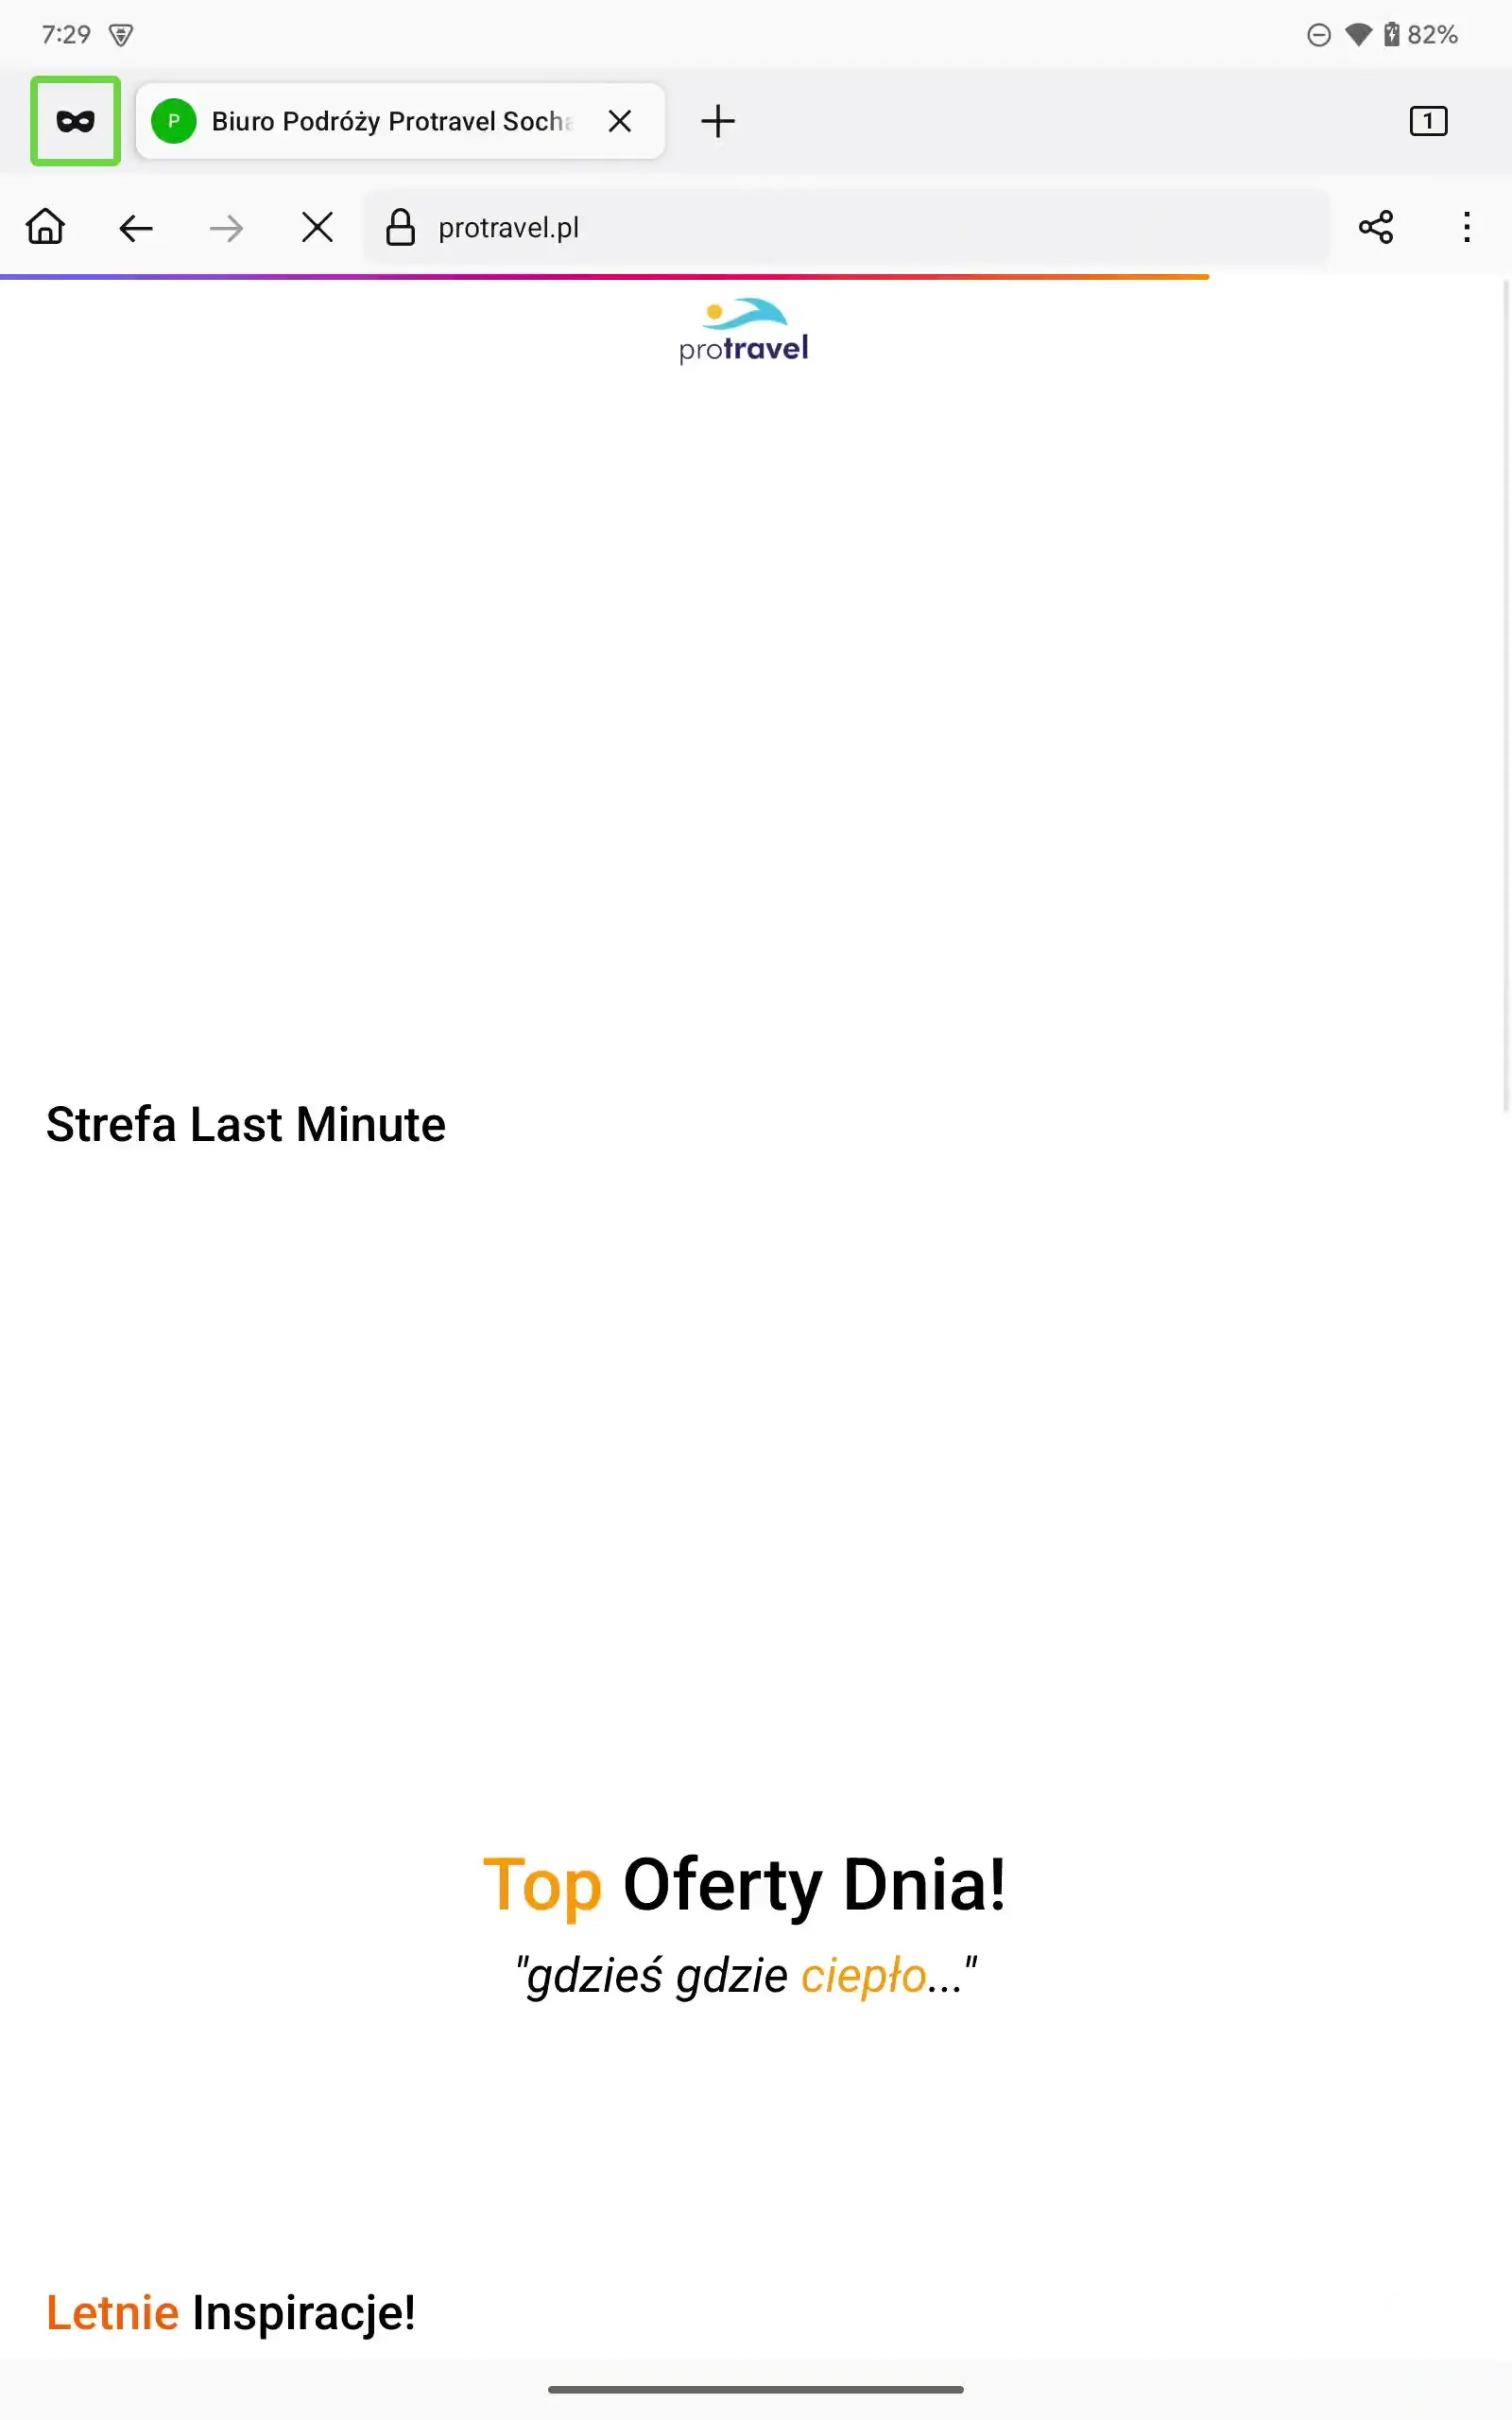 7:29
82%
P
Biuro Podróży Protravel Socha
1
protravel.pl
protravel
Strefa Last Minute
Top Oferty Dnia!
"gdzieś gdzie ciepło..."
Letnie Inspiracje!